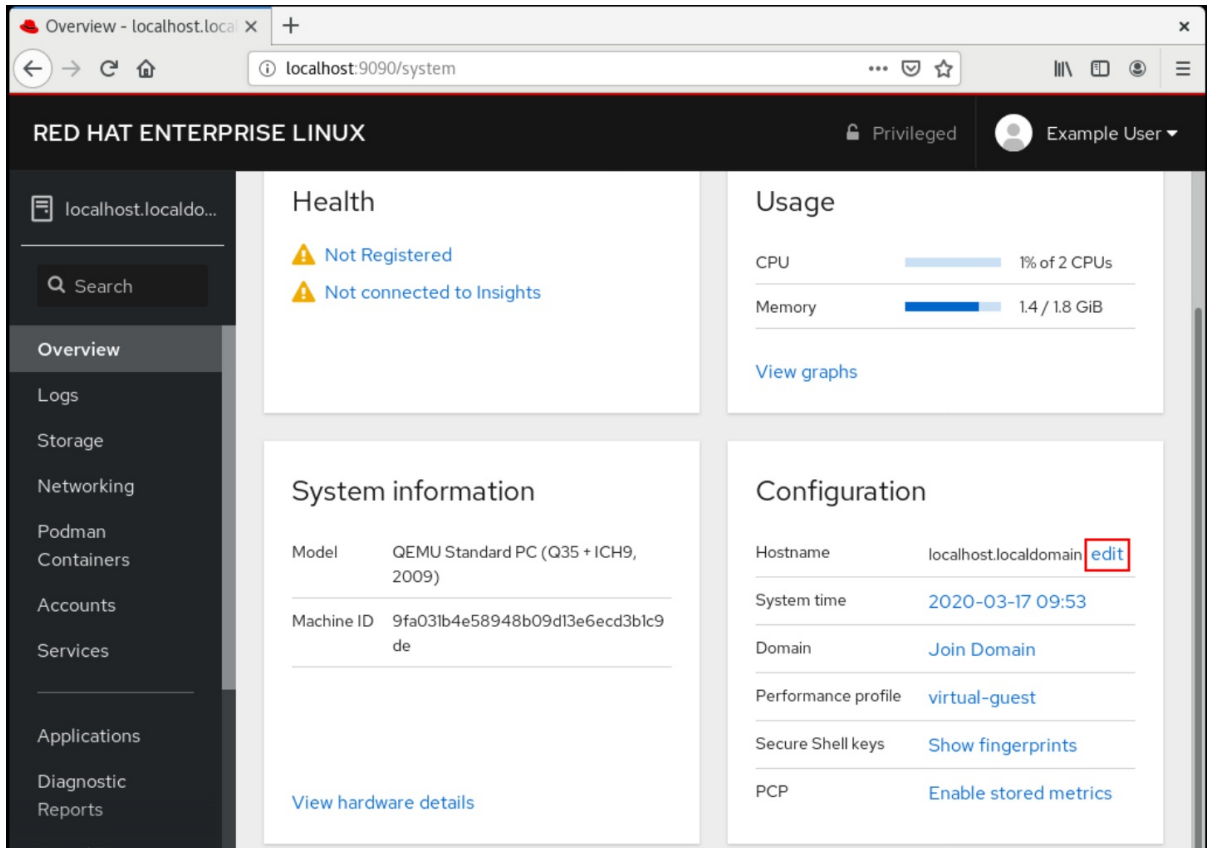 Overview - localhost.local
localhost:9090/system
RED HAT ENTERPRISE LINUX
Privileged
Example User
localhost.localdo...
Search
Overview
Logs
Storage
Networking
Podman
Containers
Accounts
Services
Applications
Diagnostic
Reports
Health
Not Registered
Not connected to Insights
Usage
CPU 1% of 2 CPUs
Memory 1.4 / 1.8 GiB
View graphs
System information
Model QEMU Standard PC (Q35 + ICH9,
2009)
Machine ID 9fa031b4e58948b09d13e6ecd3b1c9
de
View hardware details
Configuration
Hostname localhost.localdomain edit
System time 2020-03-17 09:53
Domain Join Domain
Performance profile virtual-guest
Secure Shell keys Show fingerprints
PCP Enable stored metrics